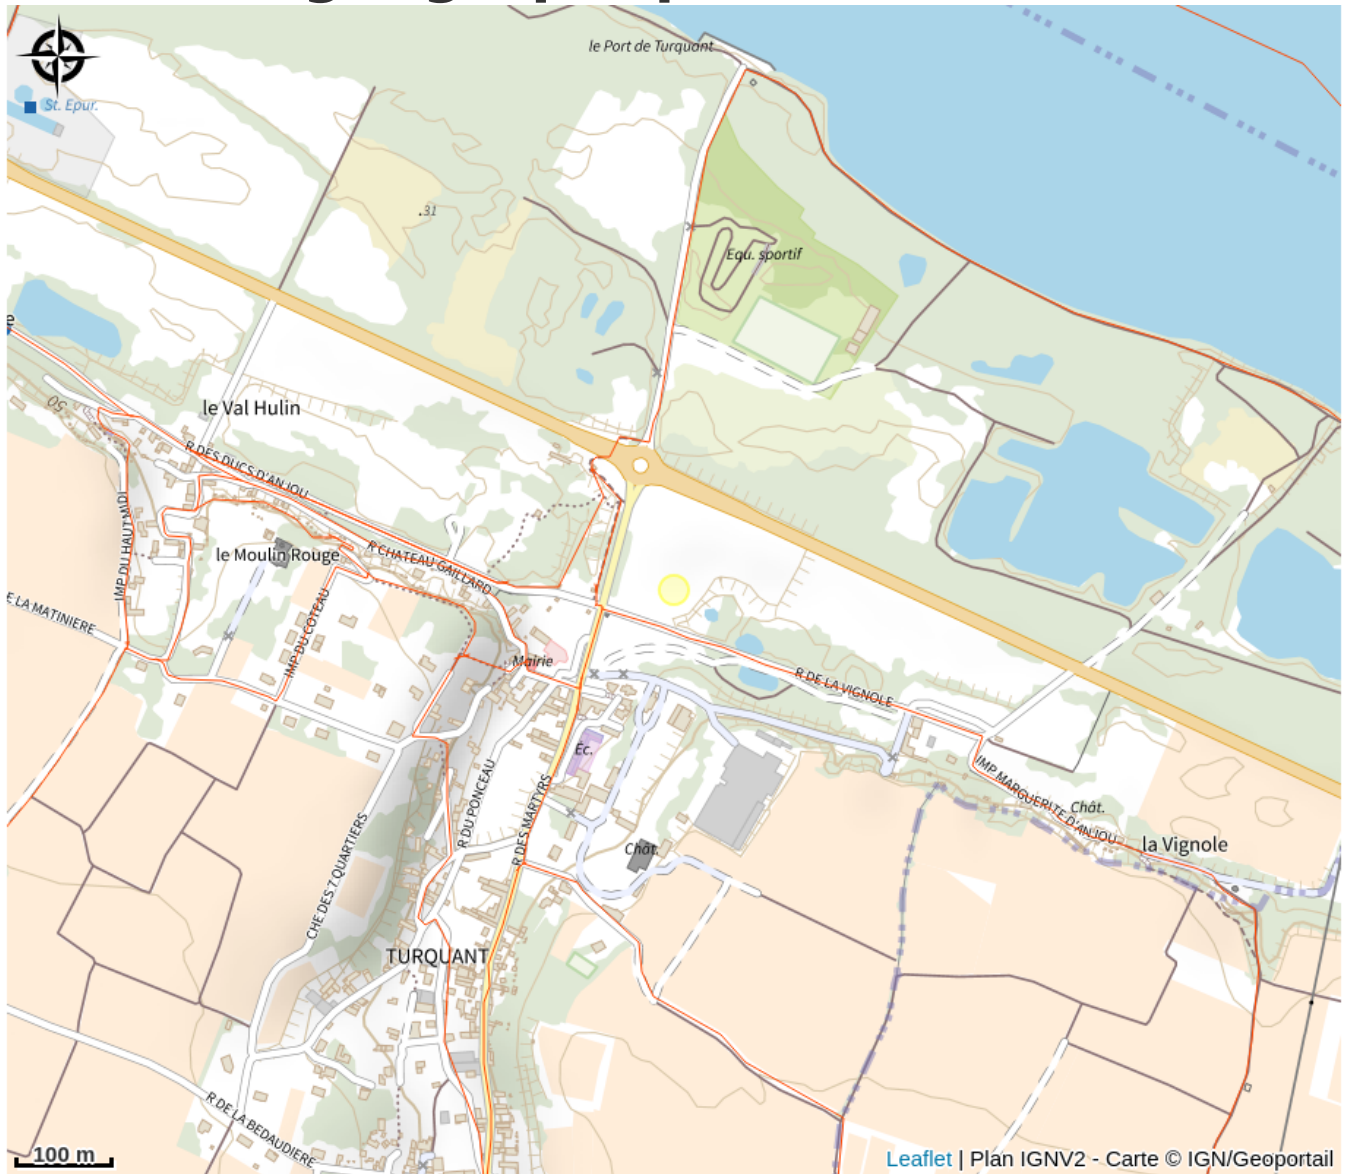 le Port de Turquant
St. Epur.
.31
Equ. sportif
50
le Val Hulin
R DES DUCS D'ANJOU
IMP DU HAUT MIDI
le Moulin Rouge
R CHATEAU GAILLARD
E LA MATINIERE
IMP DU COTEAU
Mairie
R DE LA VIGNOLE
Ec.
IMP MARGUERITE D'ANJOU
Chât.
la Vignole
R DU PONCEAU
R DES MARTYRS
Chât.
CHE DES 7 QUARTIERS
TURQUANT
R DE LA BEDAUDIERE
100 m
Leaflet | Plan IGNV2 - Carte © IGN/Geoportail